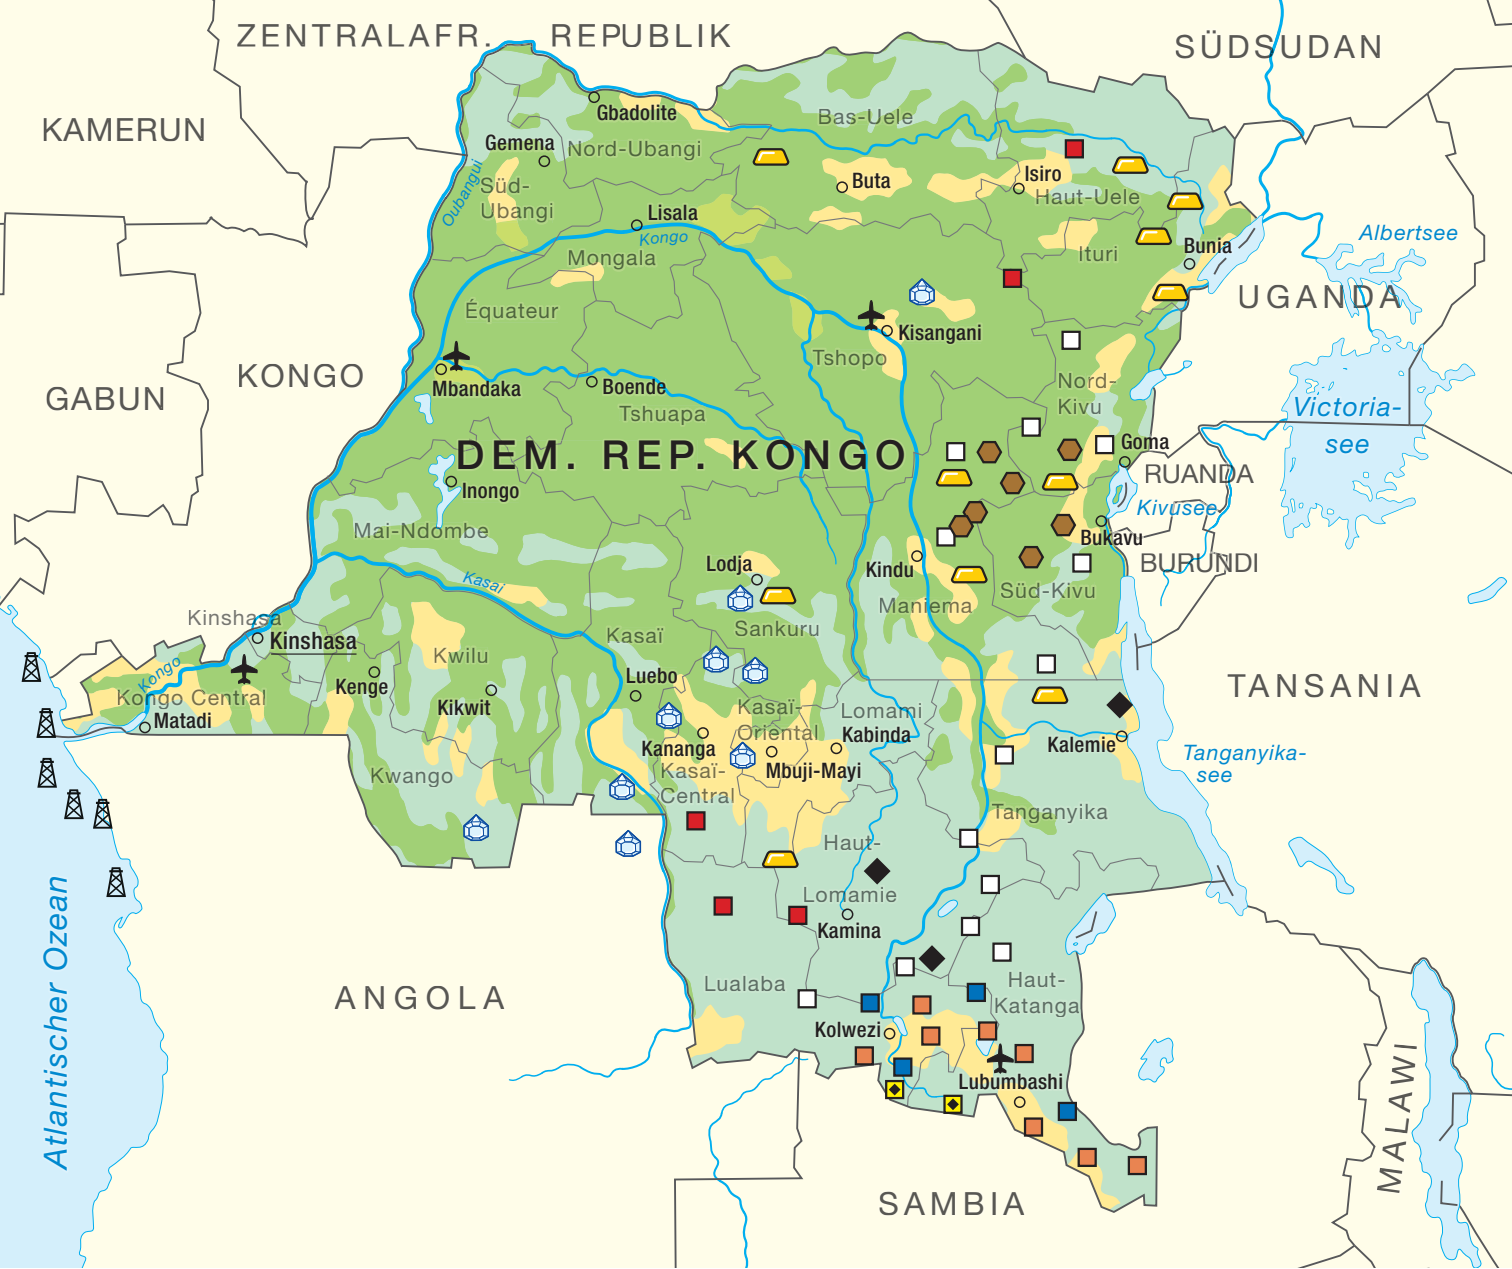 ZENTRALAFR. REPUBLIK
SÜDSUDAN
KAMERUN
Gbadolite
Bas-Uele
Gemena
Nord-Ubangi
Oubangui
Süd-
Ubangi
Buta
Isiro
Haut-Uele
Lisala
Kongo
Mongala
Ituri
Bunia
Albertsee
UGANDA
Équateur
Kisangani
Tshopo
KONGO
GABUN
Mbandaka
Boende
Tshuapa
Nord-
Kivu
Victoria-
see
DEM. REP. KONGO
Goma
RUANDA
Kivusee
Inongo
Mai-Ndombe
Bukavu
BURUNDI
Lodja
Kindu
Kasai
Süd-Kivu
Maniema
Kinshasa
Kinshasa
Sankuru
Kasaï
Kwilu
Kongo
Kongo Central
Kenge
Kikwit
Luebo
TANSANIA
Matadi
Kasaï-
Oriental
Lomami
Kabinda
Kananga
Kalemie
Mbuji-Mayi
Kasaï-
Central
Kwango
Tanganyika-
see
Tanganyika
Haut-
Lomamie
Kamina
Atlantischer Ozean
ANGOLA
Lualaba
Haut-
Katanga
Kolwezi
Lubumbashi
MALAWI
SAMBIA